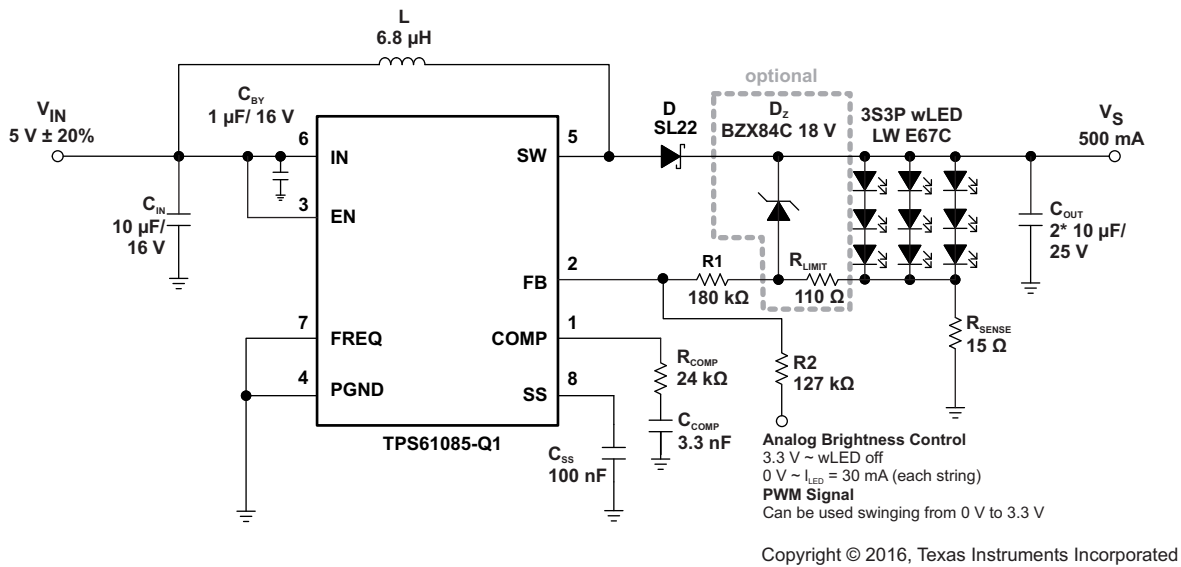 L
6.8 µH
optional
V_IN
5 V ± 20%
C_BY
1 µF/ 16 V
D
SL22
D_Z
BZX84C 18 V
3S3P wLED
LW E67C
V_S
500 mA
6
IN
SW
5
3
EN
C_IN
10 µF/
16 V
C_OUT
2* 10 µF/
25 V
FB
2
R1
180 kΩ
R_LIMIT
110 Ω
7
FREQ
COMP
1
R_SENSE
15 Ω
R_COMP
24 kΩ
R2
127 kΩ
4
PGND
SS
8
C_COMP
3.3 nF
TPS61085-Q1
C_SS
100 nF
Analog Brightness Control
3.3 V ~ wLED off
0 V ~ I_LED = 30 mA (each string)
PWM Signal
Can be used swinging from 0 V to 3.3 V
Copyright © 2016, Texas Instruments Incorporated